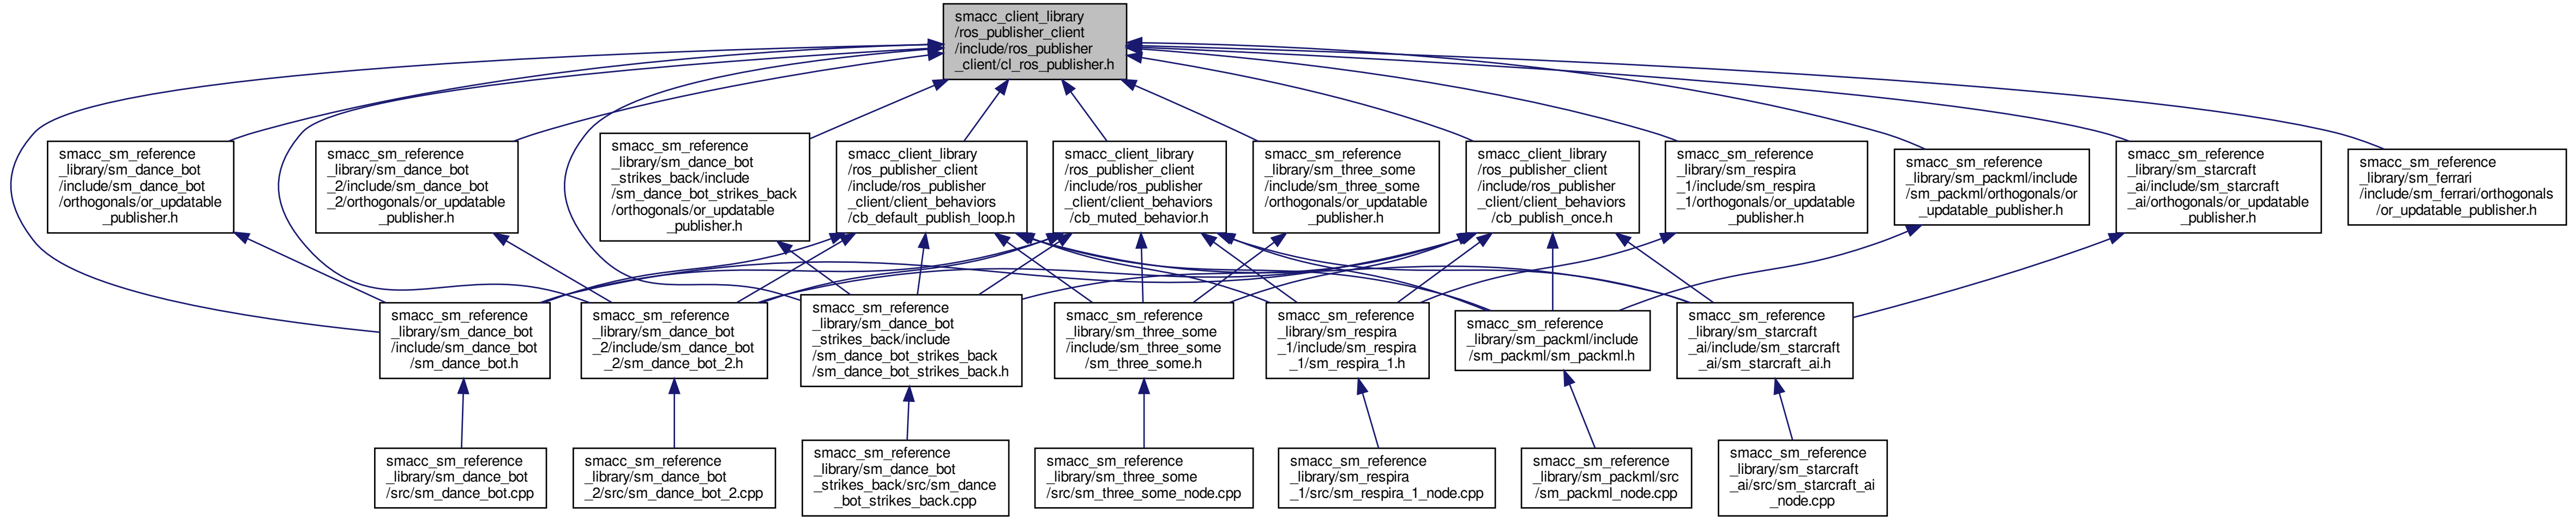 smacc_client_library
/ros_publisher_client
/include/ros_publisher
_client/cl_ros_publisher.h
smacc_sm_reference
_library/sm_dance_bot
/include/sm_dance_bot
/orthogonals/or_updatable
_publisher.h
smacc_sm_reference
_library/sm_dance_bot
_2/include/sm_dance_bot
_2/orthogonals/or_updatable
_publisher.h
smacc_sm_reference
_library/sm_dance_bot
_strikes_back/include
/sm_dance_bot_strikes_back
/orthogonals/or_updatable
_publisher.h
smacc_client_library
/ros_publisher_client
/include/ros_publisher
_client/client_behaviors
/cb_default_publish_loop.h
smacc_client_library
/ros_publisher_client
/include/ros_publisher
_client/client_behaviors
/cb_muted_behavior.h
smacc_sm_reference
_library/sm_three_some
/include/sm_three_some
/orthogonals/or_updatable
_publisher.h
smacc_client_library
/ros_publisher_client
/include/ros_publisher
_client/client_behaviors
/cb_publish_once.h
smacc_sm_reference
_library/sm_respira
_1/include/sm_respira
_1/orthogonals/or_updatable
_publisher.h
smacc_sm_reference
_library/sm_packml/include
/sm_packml/orthogonals/or
_updatable_publisher.h
smacc_sm_reference
_library/sm_starcraft
_ai/include/sm_starcraft
_ai/orthogonals/or_updatable
_publisher.h
smacc_sm_reference
_library/sm_ferrari
/include/sm_ferrari/orthogonals
/or_updatable_publisher.h
smacc_sm_reference
_library/sm_dance_bot
/include/sm_dance_bot
/sm_dance_bot.h
smacc_sm_reference
_library/sm_dance_bot
_2/include/sm_dance_bot
_2/sm_dance_bot_2.h
smacc_sm_reference
_library/sm_dance_bot
_strikes_back/include
/sm_dance_bot_strikes_back
/sm_dance_bot_strikes_back.h
smacc_sm_reference
_library/sm_three_some
/include/sm_three_some
/sm_three_some.h
smacc_sm_reference
_library/sm_respira
_1/include/sm_respira
_1/sm_respira_1.h
smacc_sm_reference
_library/sm_packml/include
/sm_packml/sm_packml.h
smacc_sm_reference
_library/sm_starcraft
_ai/include/sm_starcraft
_ai/sm_starcraft_ai.h
smacc_sm_reference
_library/sm_dance_bot
/src/sm_dance_bot.cpp
smacc_sm_reference
_library/sm_dance_bot
_2/src/sm_dance_bot_2.cpp
smacc_sm_reference
_library/sm_dance_bot
_strikes_back/src/sm_dance
_bot_strikes_back.cpp
smacc_sm_reference
_library/sm_three_some
/src/sm_three_some_node.cpp
smacc_sm_reference
_library/sm_respira
_1/src/sm_respira_1_node.cpp
smacc_sm_reference
_library/sm_packml/src
/sm_packml_node.cpp
smacc_sm_reference
_library/sm_starcraft
_ai/src/sm_starcraft_ai
_node.cpp